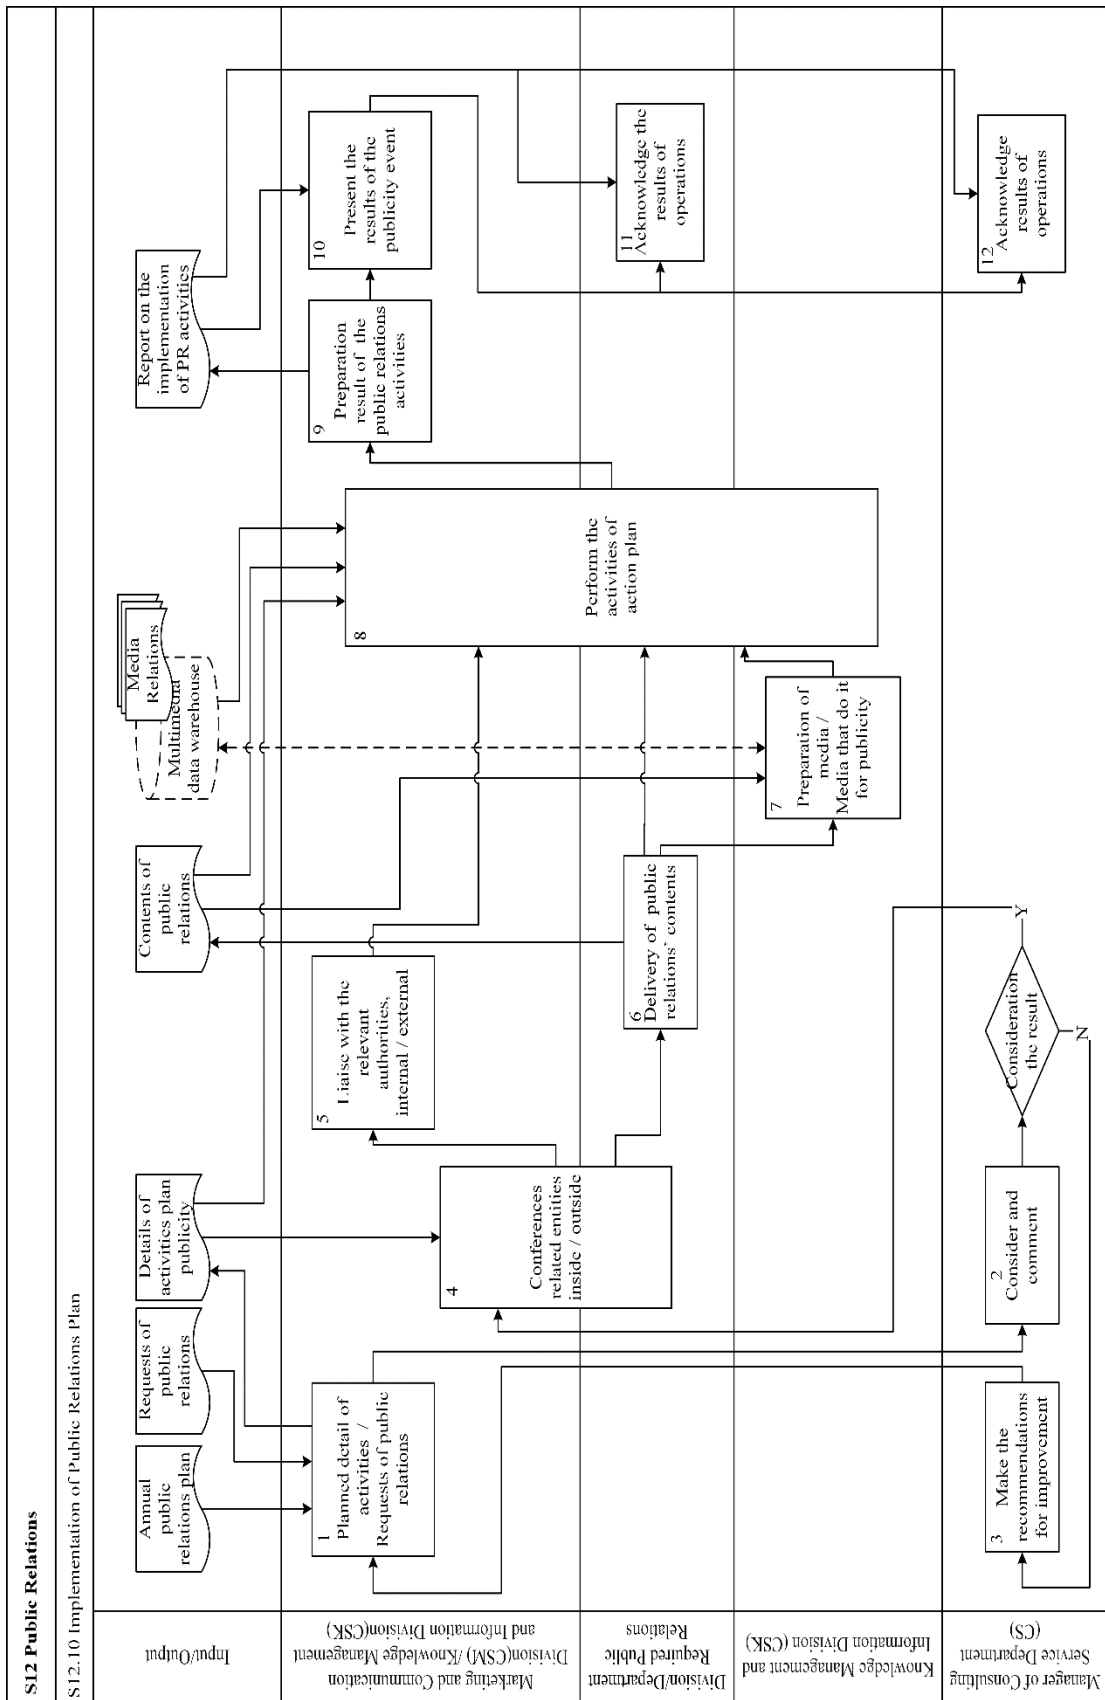 S12 Public Relations
S12.10 Implementation of Public Relations Plan
Input/Output
Annual
public
relations plan
Requests of
public
relations
Details of
activities plan
publicity
Contents of
public
relations
Multimedia
data warehouse
Media
Relations
Report on the
implementation
of PR activities
Marketing and Communication
Division(CSM) /Knowledge Management
and Information Division(CSK)
1
Planned detail of
activities /
Requests of public
relations
4
Conferences
related entities
inside / outside
5
Liaise with the
relevant
authorities,
internal / external
8
Perform the
activities of
action plan
9
Preparation
result of the
public relations
activities
10
Present the
results of the
publicity event
Division/Department
Required Public
Relations
6
Delivery of public
relations` contents
11
Acknowledge the
results of
operations
Knowledge Management and
Information Division (CSK)
7
Preparation of
media /
Media that do it
for publicity
Manager of Consulting
Service Department
(CS)
3
Make the
recommendations
for improvement
2
Consider and
comment
Consideration
the result
Y
N
12
Acknowledge
results of
operations